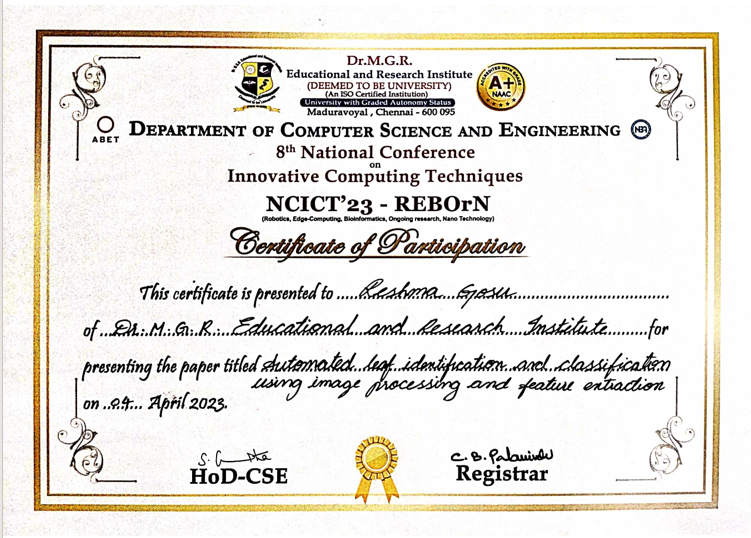 Dr.M.G.R.
Educational and Research Institute
(DEEMED TO BE UNIVERSITY)
(An ISO Certified Institution)
University with Graded Autonomy Status
Maduravoyal , Chennai - 600 095
ACCREDITED WITH GRADE
A+
NAAC
ABET
DEPARTMENT OF COMPUTER SCIENCE AND ENGINEERING
NBA
8th National Conference
on
Innovative Computing Techniques
NCICT'23 - REBOrN
(Robotics, Edge-Computing, Bioinformatics, Ongoing research, Nano Technology)
Certificate of Participation
This certificate is presented to ..... Reshma Gosu ....................................
of ... Dr. M. G. R. Educational and Research Institute ......... for
presenting the paper titled Automated leaf identification and classification
using image processing and feature extraction
on ... April 2023.
HoD-CSE
Registrar